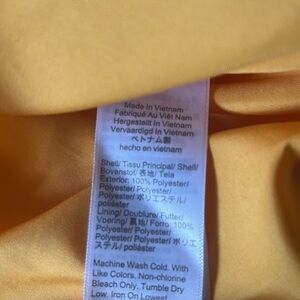 Made in Vietnam
Fabriqué Au Viêt Nam
Hergestellt in Vietnam
Vervaardigd in Vietnam
ベトナム製
hecho en vietnam
Shell/ Tissu Principal/ Shell/
Bovenstof/ 表地/ Tela
Exterior: 100% Polyester/
Polyester/ Polyester/
Polyester/ ポリエステル/
poliéster
Lining/ Doublure/ Futter/
Voering/ 裏地/ Forro: 100%
Polyester/ Polyester/
Polyester/ Polyester/ ポリエ
ステル/ poliéster
Machine Wash Cold. With
Like Colors. Non-chlorine
Bleach Only. Tumble Dry
Low. Iron On Lowest